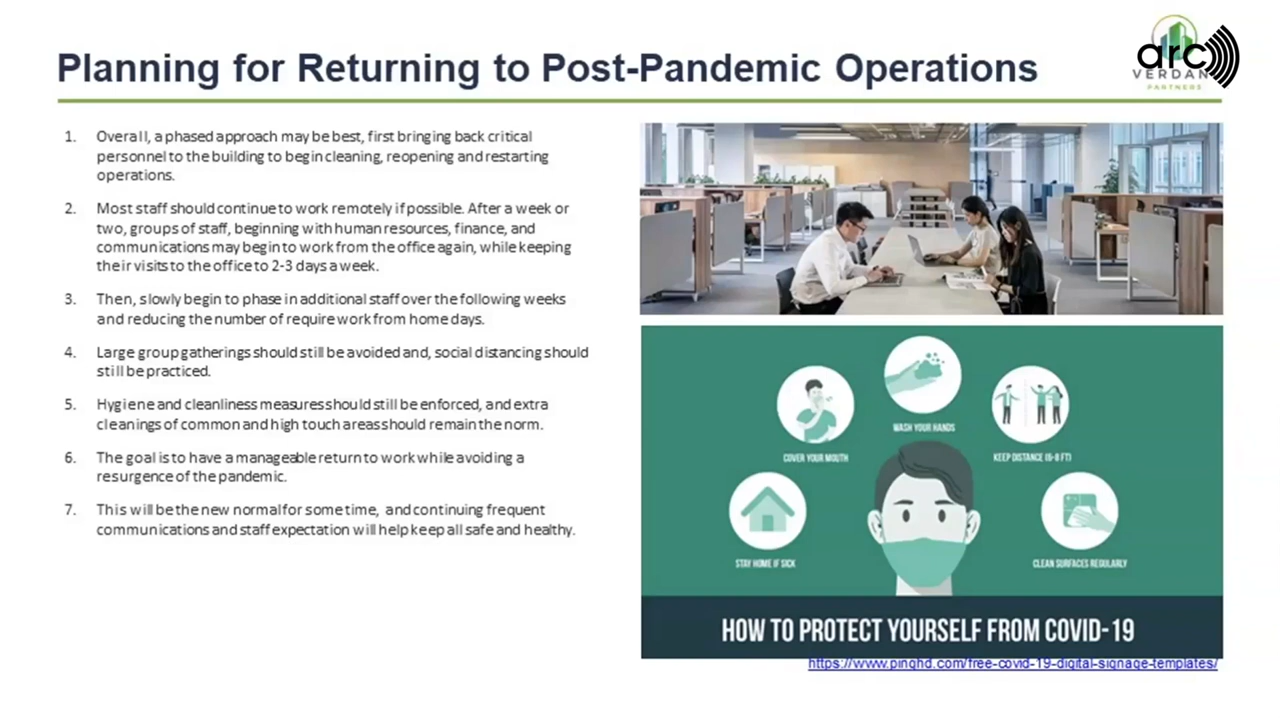 Planning for Returning to Post-Pandemic Operations
arc
VERDAN
PARTNERS
1. Overall, a phased approach may be best, first bringing back critical
personnel to the building to begin cleaning, reopening and restarting
operations.
2. Most staff should continue to work remotely if possible. After a week or
two, groups of staff, beginning with human resources, finance, and
communications may begin to work from the office again, while keeping
their visits to the office to 2-3 days a week.
3. Then, slowly begin to phase in additional staff over the following weeks
and reducing the number of require work from home days.
4. Large group gatherings should still be avoided and, social distancing should
still be practiced.
5. Hygiene and cleanliness measures should still be enforced, and extra
cleanings of common and high touch areas should remain the norm.
6. The goal is to have a manageable return to work while avoiding a
resurgence of the pandemic.
7. This will be the new normal for some time, and continuing frequent
communications and staff expectation will help keep all safe and healthy.
WASH YOUR HANDS
COVER YOUR MOUTH
KEEP DISTANCE (6-8 FT)
STAY HOME IF SICK
CLEAN SURFACES REGULARLY
HOW TO PROTECT YOURSELF FROM COVID-19
https://www.pinghd.com/free-covid-19-digital-signage-templates/